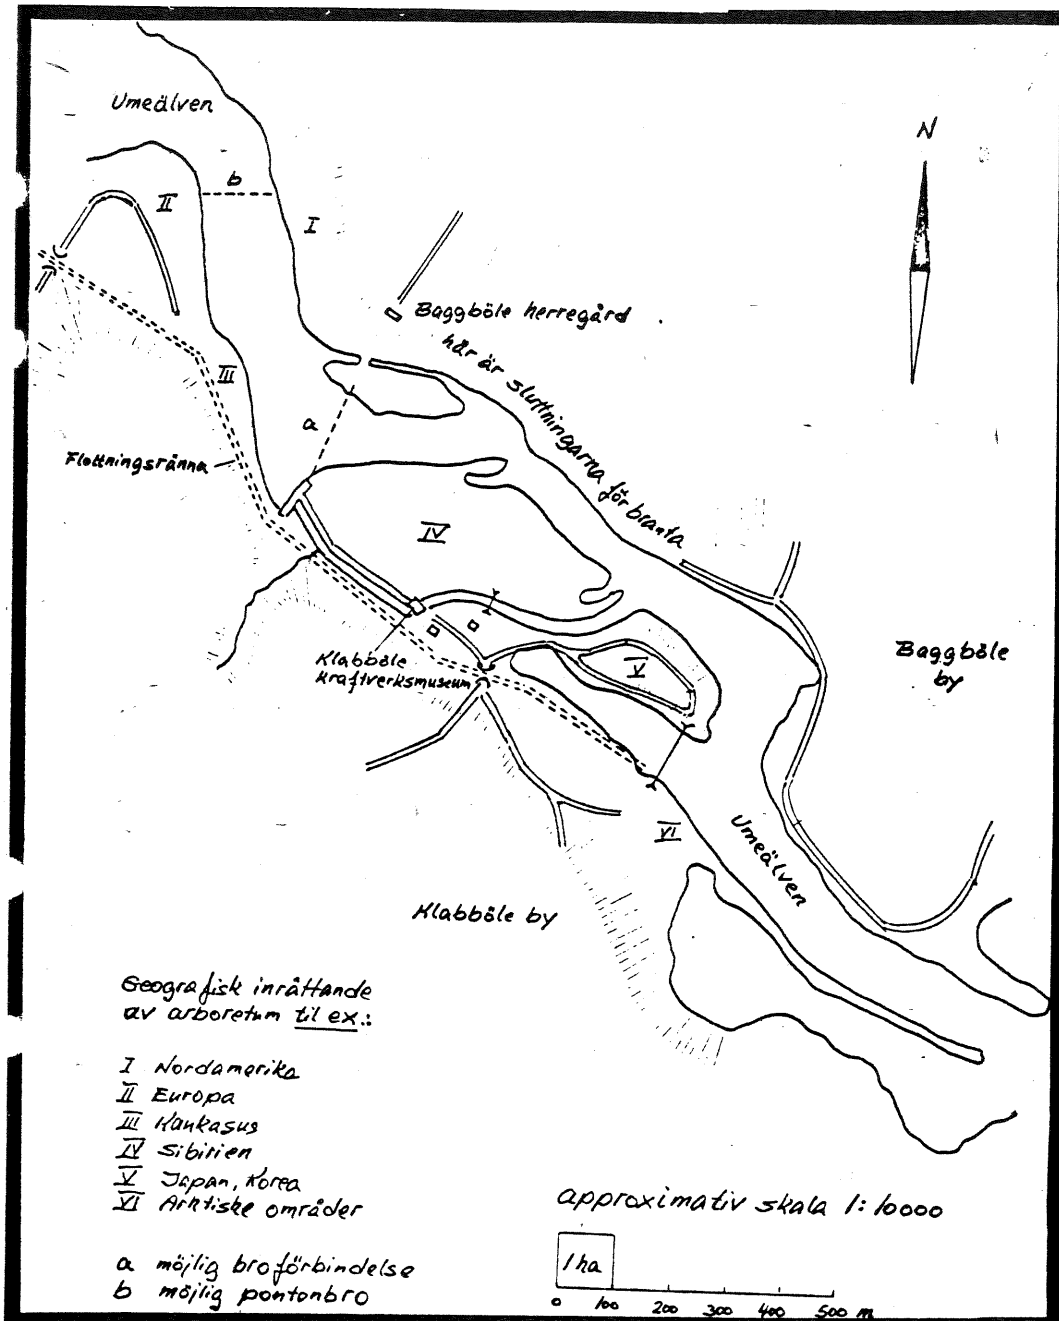 Umeälven
N
b
II
I
Baggböle herregård
här är sluttningarna för branta
III
a
Flottningsränna
IV
Klabböle
kraftverksmuseum
V
Baggböle
by
VI
Umeälven
Klabböle by
Geografisk inråttande
av arboretum til ex.:
I Nordamerika
II Europa
III Kaukasus
IV Sibirien
V Japan, Korea
VI Arktiske områder
approximativ skala 1:10000
a möjlig broförbindelse
b möjlig pontonbro
1 ha
0 100 200 300 400 500 m